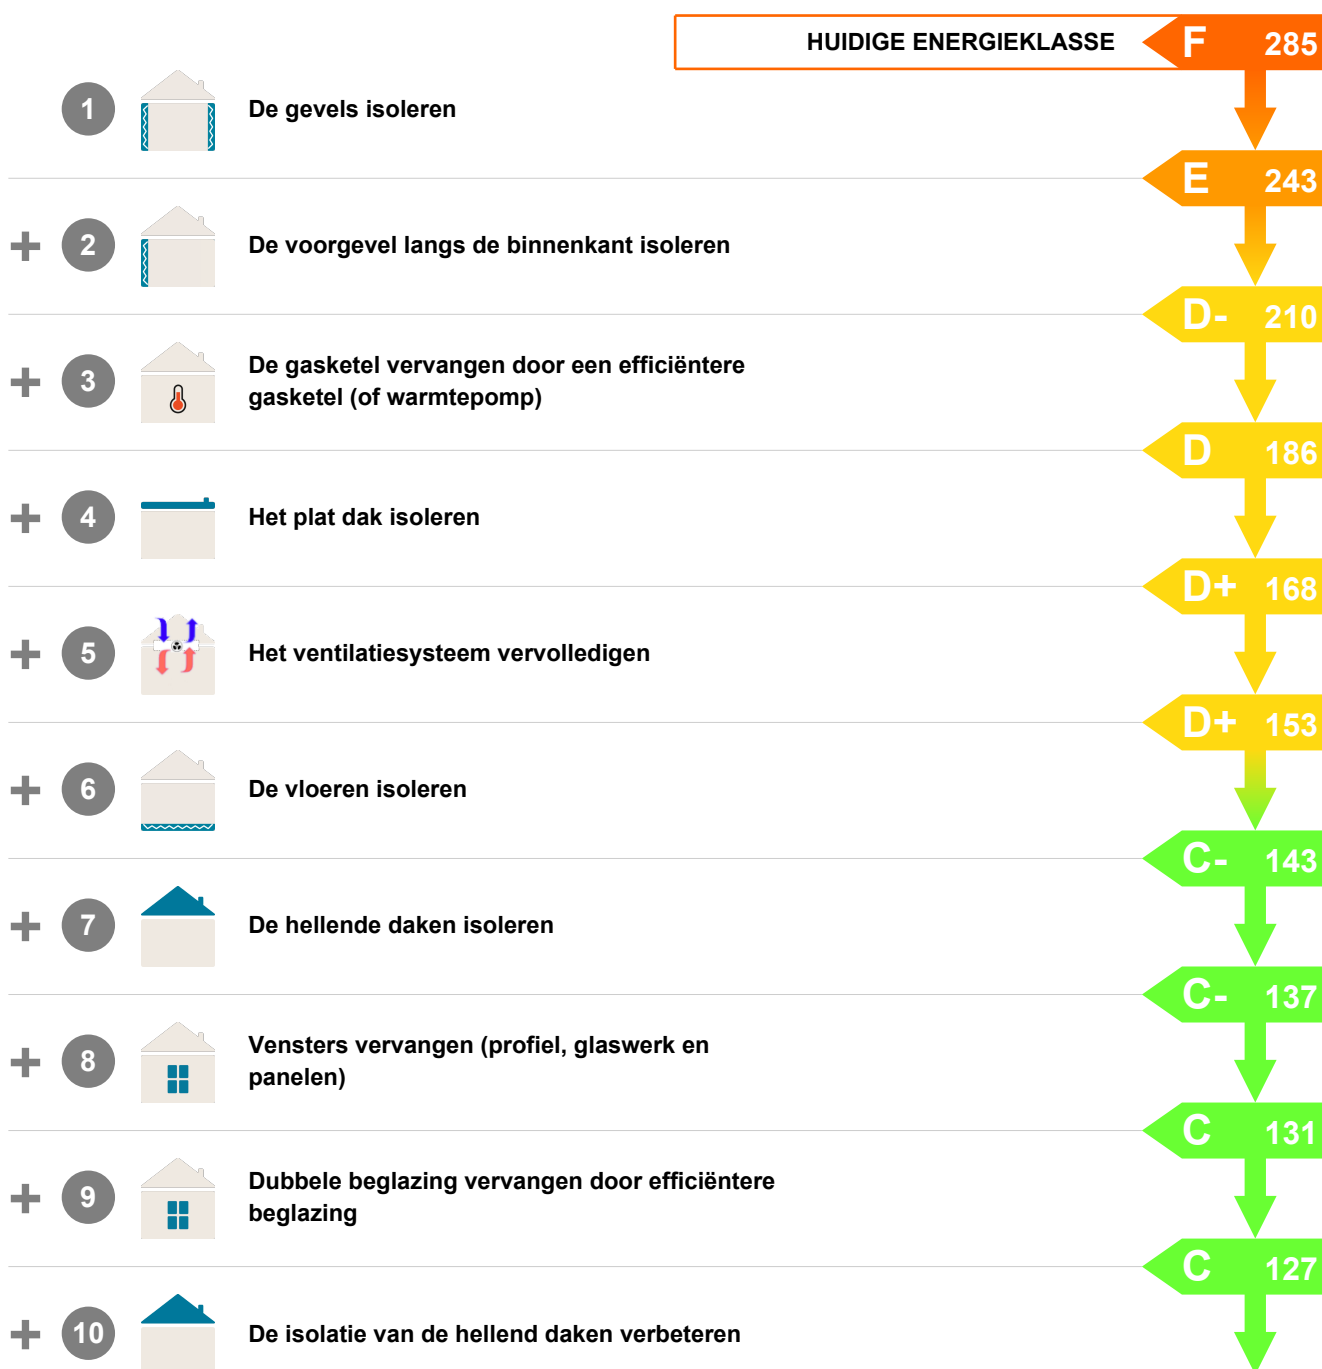 HUIDIGE ENERGIEKLASSE F 285
1 De gevels isoleren
E 243
+ 2 De voorgevel langs de binnenkant isoleren
D- 210
+ 3 De gasketel vervangen door een efficiëntere
gasketel (of warmtepomp)
D 186
+ 4 Het plat dak isoleren
D+ 168
+ 5 Het ventilatiesysteem vervolledigen
D+ 153
+ 6 De vloeren isoleren
C- 143
+ 7 De hellende daken isoleren
C- 137
+ 8 Vensters vervangen (profiel, glaswerk en
panelen)
C 131
+ 9 Dubbele beglazing vervangen door efficiëntere
beglazing
C 127
+ 10 De isolatie van de hellend daken verbeteren